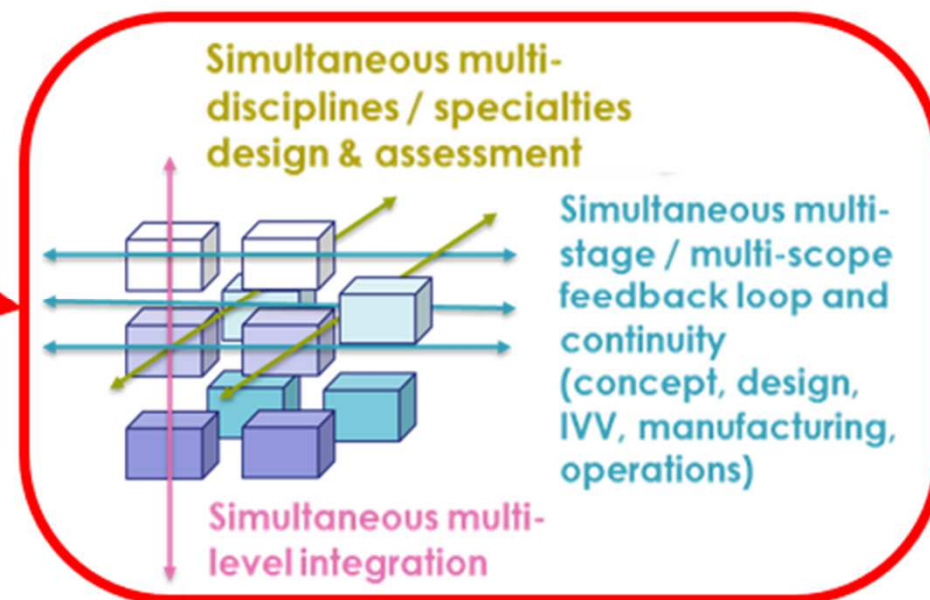 Simultaneous multi-
disciplines / specialties
design & assessment
Simultaneous multi-
stage / multi-scope
feedback loop and
continuity
(concept, design,
IVV, manufacturing,
operations)
Simultaneous multi-
level integration